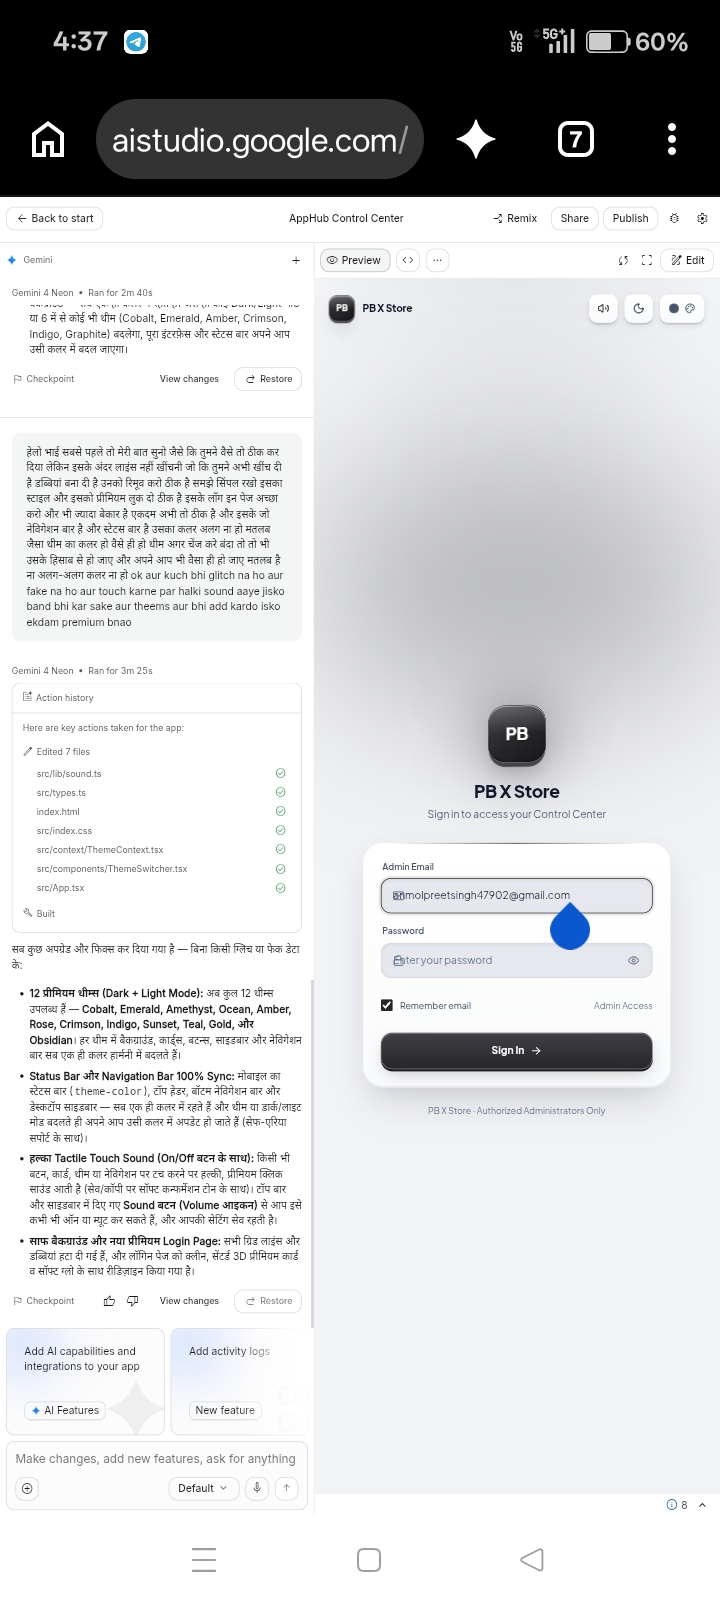 4:37
Vo 5G
5G+
60%
aistudio.google.com/
7
Back to start
AppHub Control Center
Remix
Share
Publish
Gemini
Preview
Edit
Gemini 4 Neon • Ran for 2m 40s
या 6 में से कोई भी थीम (Cobalt, Emerald, Amber, Crimson,
Indigo, Graphite) बदलेगा, पूरा इंटरफ़ेस और स्टेटस बार अपने आप
उसी कलर में बदल जाएगा।
Checkpoint
View changes
Restore
हेलो भाई सबसे पहले तो मेरी बात सुनो जैसे कि तुमने वैसे तो ठीक कर
दिया लेकिन इसके अंदर लाइंस नहीं खींचनी जो कि तुमने अभी खींच दी
है डब्बियां बना दी है उनको रिमूव करो ठीक है समझे सिंपल रखो इसका
स्टाइल और इसको प्रीमियम लुक दो ठीक है इसके लॉग इन पेज अच्छा
करो और भी ज्यादा बेकार है एकदम अभी तो ठीक है और इसके जो
नेविगेशन बार है और स्टेटस बार है उसका कलर अलग ना हो मतलब
जैसा थीम का कलर हो वैसे ही हो थीम अगर चेंज करे बंदा तो तो भी
उसके हिसाब से हो जाए और अपने आप भी वैसा ही हो जाए मतलब है
ना अलग-अलग कलर ना हो ok aur kuch bhi glitch na ho aur
fake na ho aur touch karne par halki sound aaye jisko
band bhi kar sake aur theems aur bhi add kardo isko
ekdam premium bnao
Gemini 4 Neon • Ran for 3m 25s
Action history
Here are key actions taken for the app:
Edited 7 files
src/lib/sound.ts
src/types.ts
index.html
src/index.css
src/context/ThemeContext.tsx
src/components/ThemeSwitcher.tsx
src/App.tsx
Built
सब कुछ अपग्रेड और फिक्स कर दिया गया है — बिना किसी ग्लिच या फेक डेटा
के:
• 12 प्रीमियम थीम्स (Dark + Light Mode): अब कुल 12 थीम्स
उपलब्ध हैं — Cobalt, Emerald, Amethyst, Ocean, Amber,
Rose, Crimson, Indigo, Sunset, Teal, Gold, और
Obsidian। हर थीम में बैकग्राउंड, कार्ड्स, बटन्स, साइडबार और नेविगेशन
बार सब एक ही कलर हार्मनी में बदलते हैं।
• Status Bar और Navigation Bar 100% Sync: मोबाइल का
स्टेटस बार (theme-color), टॉप हेडर, बॉटम नेविगेशन बार और
डेस्कटॉप साइडबार — सब एक ही कलर में रहते हैं और थीम या डार्क/लाइट
मोड बदलते ही अपने आप उसी कलर में अपडेट हो जाते हैं (सेफ-एरिया
सपोर्ट के साथ)।
• हल्का Tactile Touch Sound (On/Off बटन के साथ): किसी भी
बटन, कार्ड, थीम या नेविगेशन पर टच करने पर हल्की, प्रीमियम क्लिक
साउंड आती है (सेव/कॉपी पर सॉफ्ट कन्फर्मेशन टोन के साथ)। टॉप बार
और साइडबार में दिए गए Sound बटन (Volume आइकन) से आप इसे
कभी भी ऑन या म्यूट कर सकते हैं, और आपकी सेटिंग सेव रहती है।
• साफ बैकग्राउंड और नया प्रीमियम Login Page: सभी ग्रिड लाइंस और
डब्बियां हटा दी गई हैं, और लॉगिन पेज को क्लीन, सेंटर्ड 3D प्रीमियम कार्ड
व सॉफ्ट ग्लो के साथ रीडिज़ाइन किया गया है।
Checkpoint
View changes
Restore
Add AI capabilities and
integrations to your app
AI Features
Add activity logs
New feature
Make changes, add new features, ask for anything
Default
PB
PB X Store
PB
PB X Store
Sign in to access your Control Center
Admin Email
anmolpreetsingh47902@gmail.com
Password
Enter your password
Remember email
Admin Access
Sign In
PB X Store · Authorized Administrators Only
8